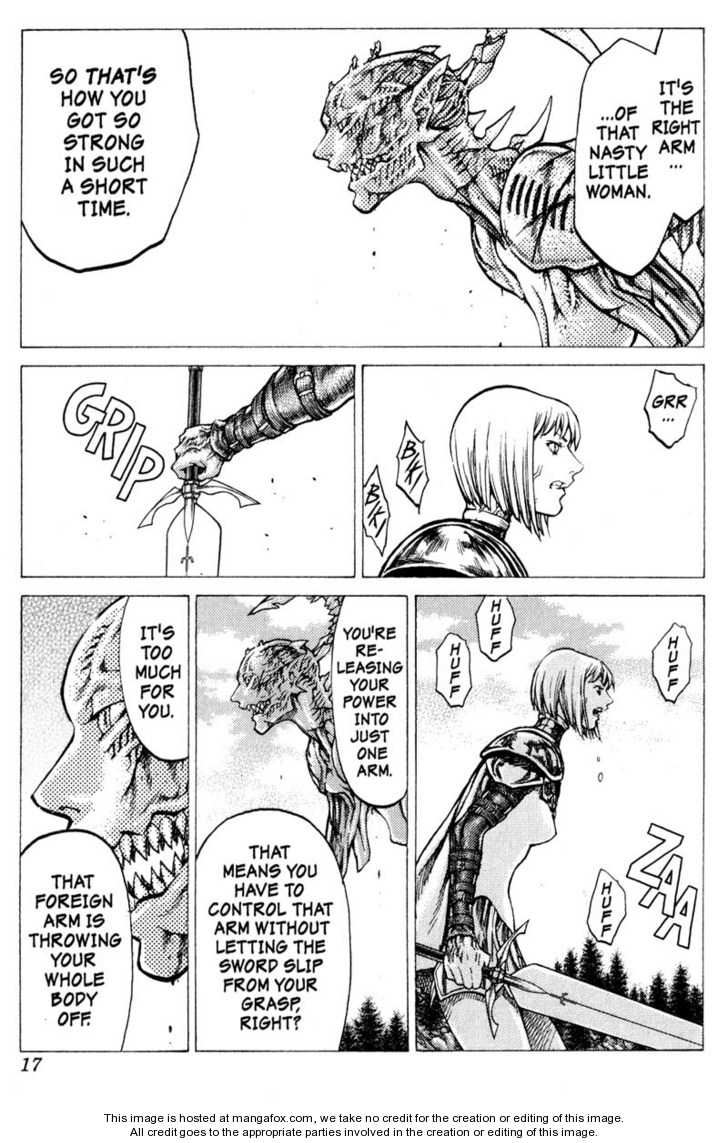 IT'S
THE
RIGHT
ARM
...
...OF
THAT
NASTY
LITTLE
WOMAN.
SO THAT'S
HOW YOU
GOT SO
STRONG
IN SUCH
A SHORT
TIME.
GRR
...
BIKI
BIKI
GRIP
HUFF
HUFF
HUFF
HUFF
ZAA
YOU'RE
RE-
LEASING
YOUR
POWER
INTO
JUST
ONE
ARM.
THAT
MEANS YOU
HAVE TO
CONTROL THAT
ARM WITHOUT
LETTING THE
SWORD SLIP
FROM YOUR
GRASP,
RIGHT?
IT'S
TOO
MUCH
FOR
YOU.
THAT
FOREIGN
ARM IS
THROWING
YOUR
WHOLE
BODY
OFF.
17
This image is hosted at mangafox.com, we take no credit for the creation or editing of this image.
All credit goes to the appropriate parties involved in the creation or editing of this image.